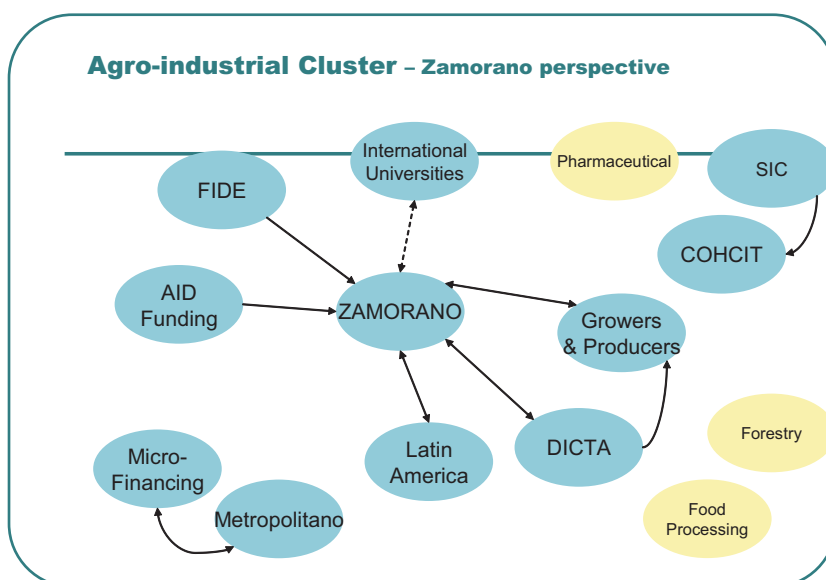 Agro-industrial Cluster – Zamorano perspective
International
Universities
Pharmaceutical
SIC
FIDE
COHCIT
AID
Funding
ZAMORANO
Growers
& Producers
Micro-
Financing
Latin
America
DICTA
Forestry
Metropolitano
Food
Processing